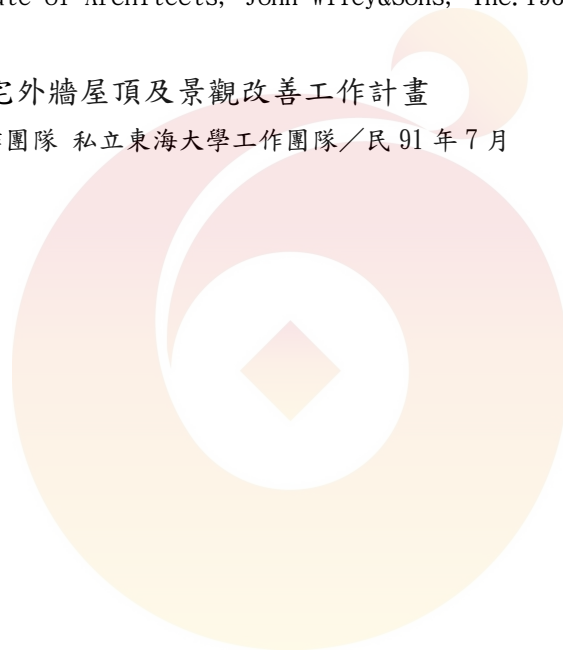 of Architects, John Wiley&Sons, Inc.
外牆屋頂及景觀改善工作計畫
團隊 私立東海大學工作團隊／民 91 年 7 月